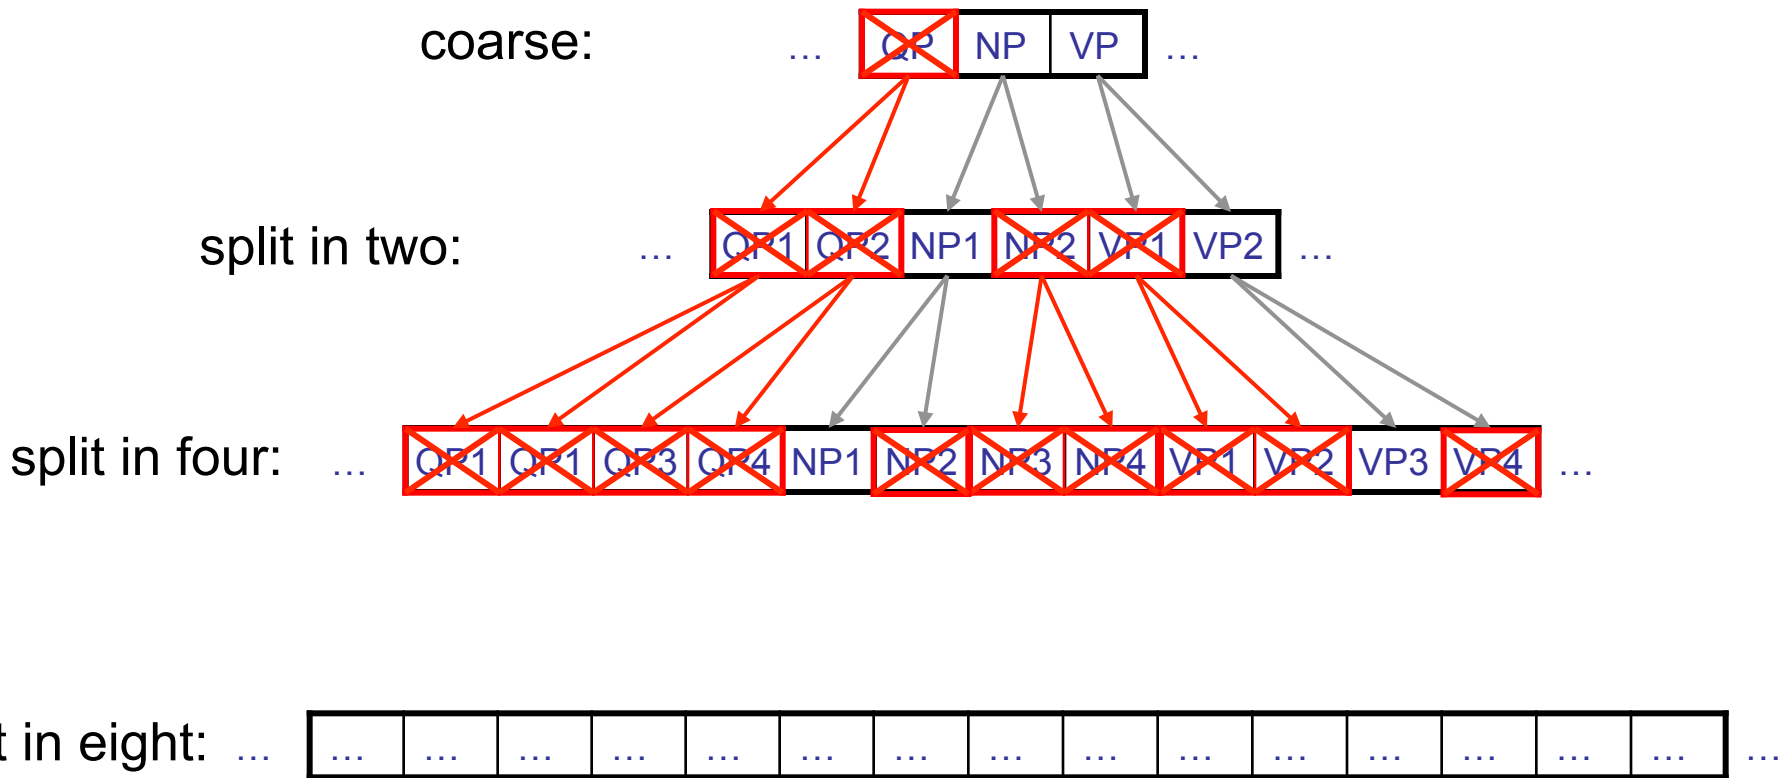 coarse: ... QP NP VP ...
split in two: ... QP1 QP2 NP1 NP2 VP1 VP2 ...
split in four: ... QP1 QP1 QP3 QP4 NP1 NP2 NP3 NP4 VP1 VP2 VP3 VP4 ...
t in eight: ... ... ... ... ... ... ... ... ... ... ... ... ... ... ... ... ...